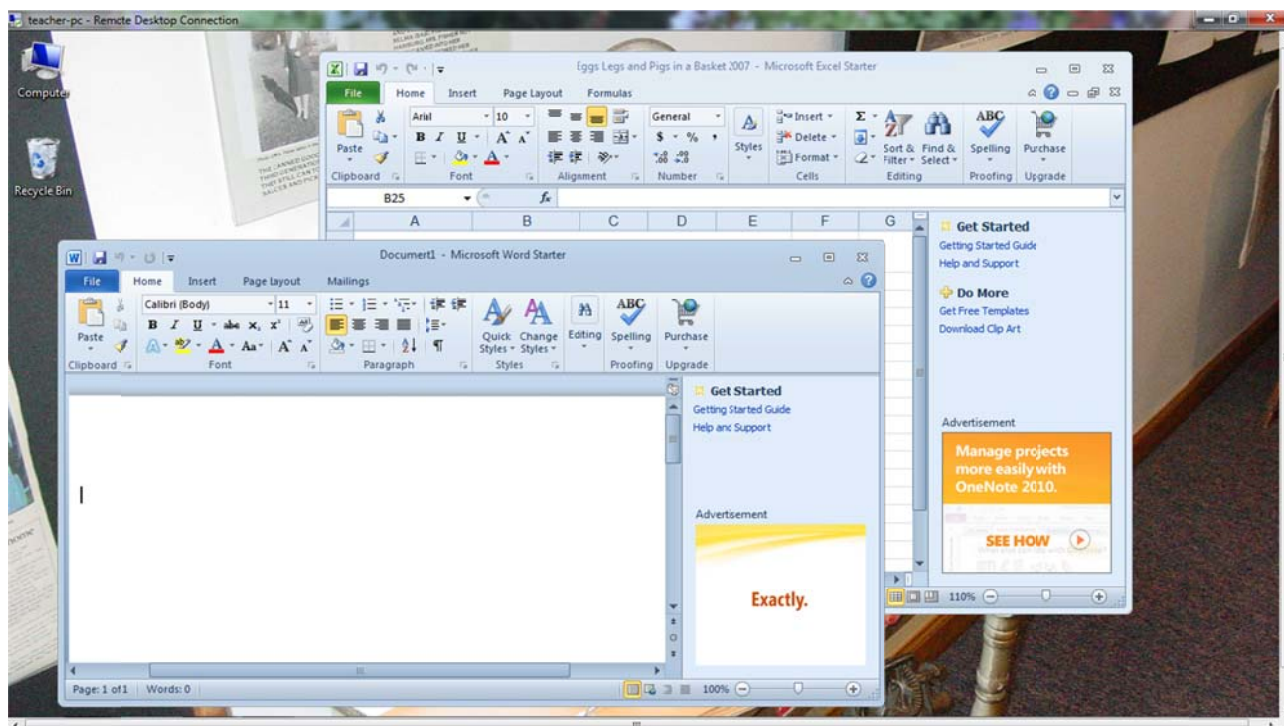 teacher-pc - Remote Desktop Connection
Computer
Recycle Bin
Eggs Legs and Pigs in a Basket 2007 - Microsoft Excel Starter
File Home Insert Page Layout Formulas
Arial 10 General Insert Σ ABC
B I U A A $ % , Delete
Paste A Styles Format Sort & Filter Find & Select Spelling Purchase
Clipboard Font Alignment Number Cells Editing Proofing Upgrade
B25 fx
A B C D E F G
Get Started
Getting Started Guide
Help and Support
Do More
Get Free Templates
Download Clip Art
Advertisement
Manage projects
more easily with
OneNote 2010.
SEE HOW
110%
Document1 - Microsoft Word Starter
File Home Insert Page Layout Mailings
Calibri (Body) 11 ABC
Paste B I U abc x, x² Quick Styles Change Styles Editing Spelling Purchase
A ab A Aa A A
Clipboard Font Paragraph Styles Proofing Upgrade
Get Started
Getting Started Guide
Help and Support
Advertisement
Exactly.
Page: 1 of 1 Words: 0 100%